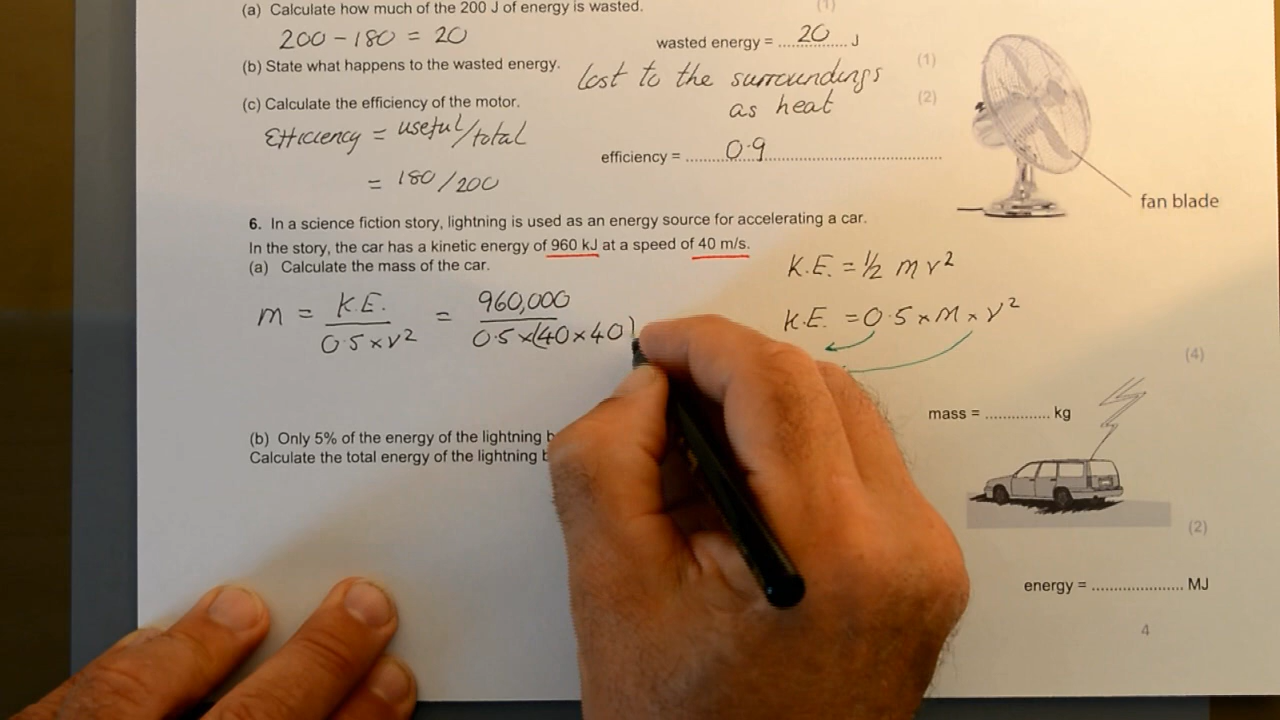 (a) Calculate how much of the 200 J of energy is wasted.
(1)
200 - 180 = 20
wasted energy = ....20.... J
(b) State what happens to the wasted energy.
(1)
Lost to the surroundings
as heat
(2)
(c) Calculate the efficiency of the motor.
Efficiency = useful/total
efficiency = ........0.9........
= 180/200
fan blade
6. In a science fiction story, lightning is used as an energy source for accelerating a car.
In the story, the car has a kinetic energy of 960 kJ at a speed of 40 m/s.
(a) Calculate the mass of the car.
K.E. = ½ m v²
m = K.E. / 0.5 x v² = 960,000 / 0.5 x (40 x 40)
K.E. = 0.5 x M x v²
(4)
mass = .............. kg
(b) Only 5% of the energy of the lightning
Calculate the total energy of the lightning
(2)
energy = ...................... MJ
4